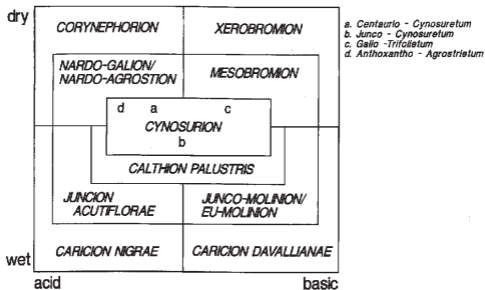 dry
CORYNEPHORION
XEROBROMION
a. Centaurio - Cynosuretum
b. Junco - Cynosuretum
c. Galio -Trifolietum
d. Anthoxantho - Agrostietum
NARDO-GALION/
NARDO-AGROSTION
MESOBROMION
d
a
c
CYNOSURION
b
CALTHION PALUSTRIS
JUNCION
ACUTIFLORAE
JUNCO-MOLINION/
EU-MOLINION
CARICION NIGRAE
CARICION DAVALLIANAE
wet
acid
basic